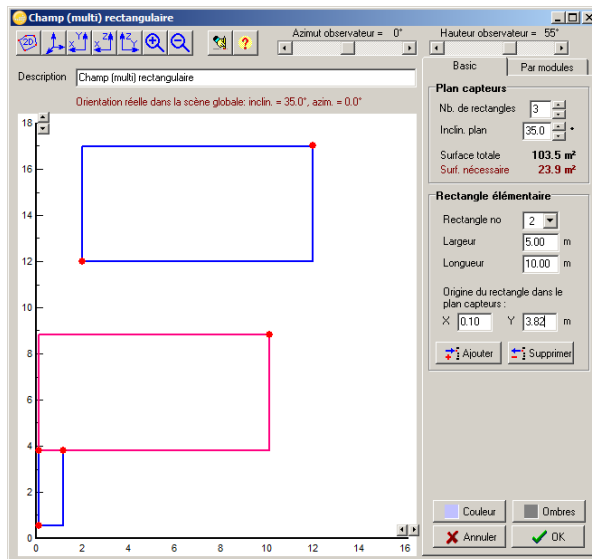 Champ (multi) rectangulaire
2D
X Y
X Z
Z Y
?
Azimut observateur = 0°
Hauteur observateur = 55°
Description Champ (multi) rectangulaire
Orientation réelle dans la scène globale: inclin. = 35.0°, azim. = 0.0°
Basic Par modules
Plan capteurs
Nb. de rectangles 3
Inclin. plan 35.0 °
Surface totale 103.5 m²
Surf. nécessaire 23.9 m²
Rectangle élémentaire
Rectangle no 2
Largeur 5.00 m
Longueur 10.00 m
Origine du rectangle dans le
plan capteurs :
X 0.10 Y 3.82 m
Ajouter Supprimer
Couleur Ombres
Annuler OK
18
16
14
12
10
8
6
4
2
0
0 2 4 6 8 10 12 14 16